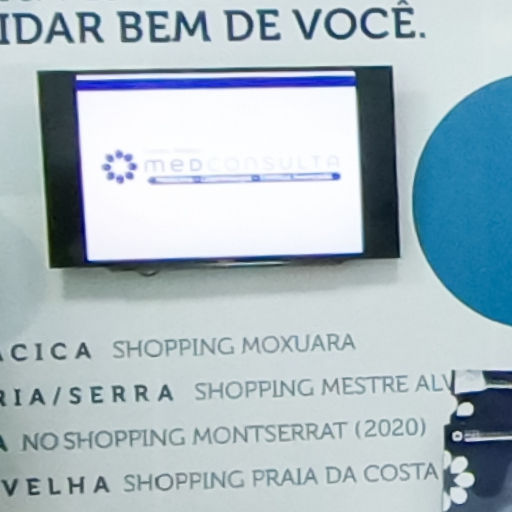 IDAR BEM DE VOCÊ.
medconsulta
ACICA SHOPPING MOXUARA
RIA/SERRA SHOPPING MESTRE ALV
A NO SHOPPING MONTSERRAT (2020)
VELHA SHOPPING PRAIA DA COSTA